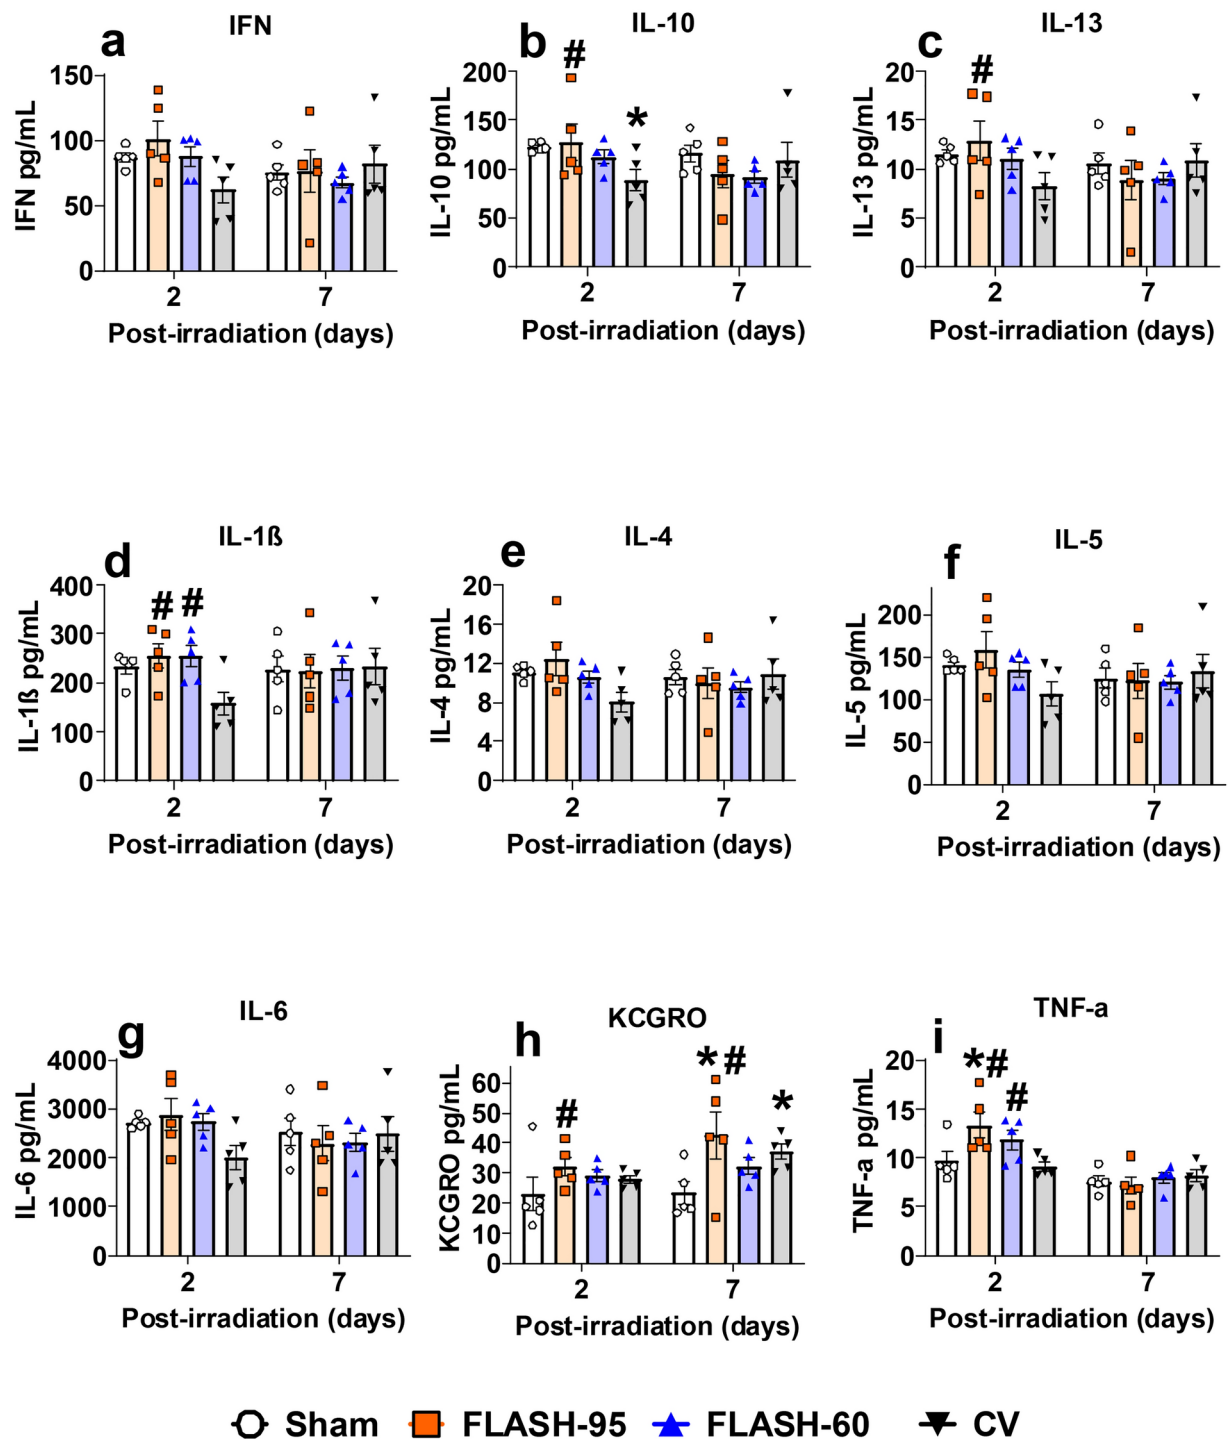 a IFN
IFN pg/mL
150
100
50
0
2 7
Post-irradiation (days)
b IL-10
IL-10 pg/mL
200
150
100
50
0
#
*
2 7
Post-irradiation (days)
c IL-13
IL-13 pg/mL
20
15
10
5
0
#
2 7
Post-irradiation (days)
d IL-1ß
IL-1ß pg/mL
400
300
200
100
0
# #
2 7
Post-irradiation (days)
e IL-4
IL-4 pg/mL
20
16
12
8
4
0
2 7
Post-irradiation (days)
f IL-5
IL-5 pg/mL
200
150
100
50
0
2 7
Post-irradiation (days)
g IL-6
IL-6 pg/mL
4000
3000
2000
1000
0
2 7
Post-irradiation (days)
h KCGRO
KCGRO pg/mL
60
50
40
30
20
10
0
#
*#
*
2 7
Post-irradiation (days)
i TNF-a
TNF-a pg/mL
20
15
10
5
0
*#
#
2 7
Post-irradiation (days)
Sham FLASH-95 FLASH-60 CV